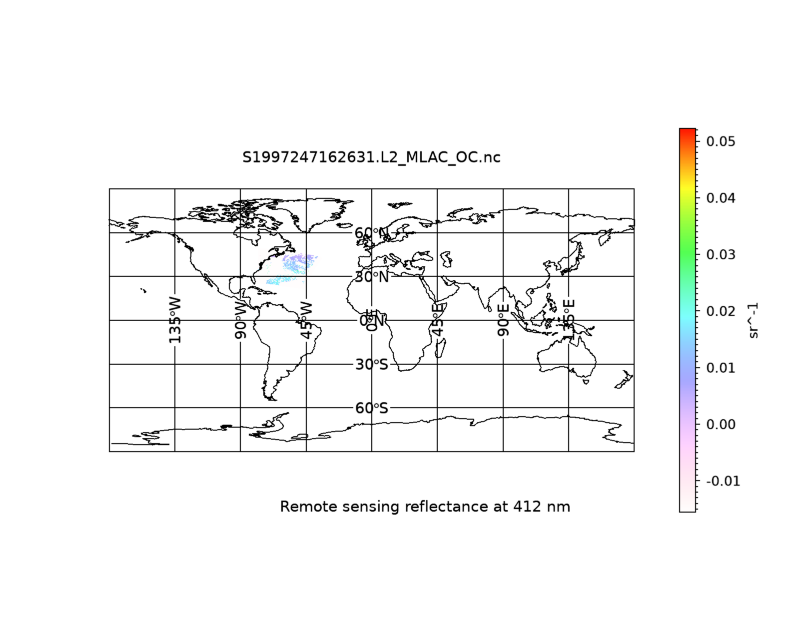 S1997247162631.L2_MLAC_OC.nc
0.05
0.04
0.03
0.02
0.01
0.00
-0.01
sr^-1
60°N
30°N
0°N
30°S
60°S
135°W
90°W
45°W
0°E
45°E
90°E
135°E
Remote sensing reflectance at 412 nm